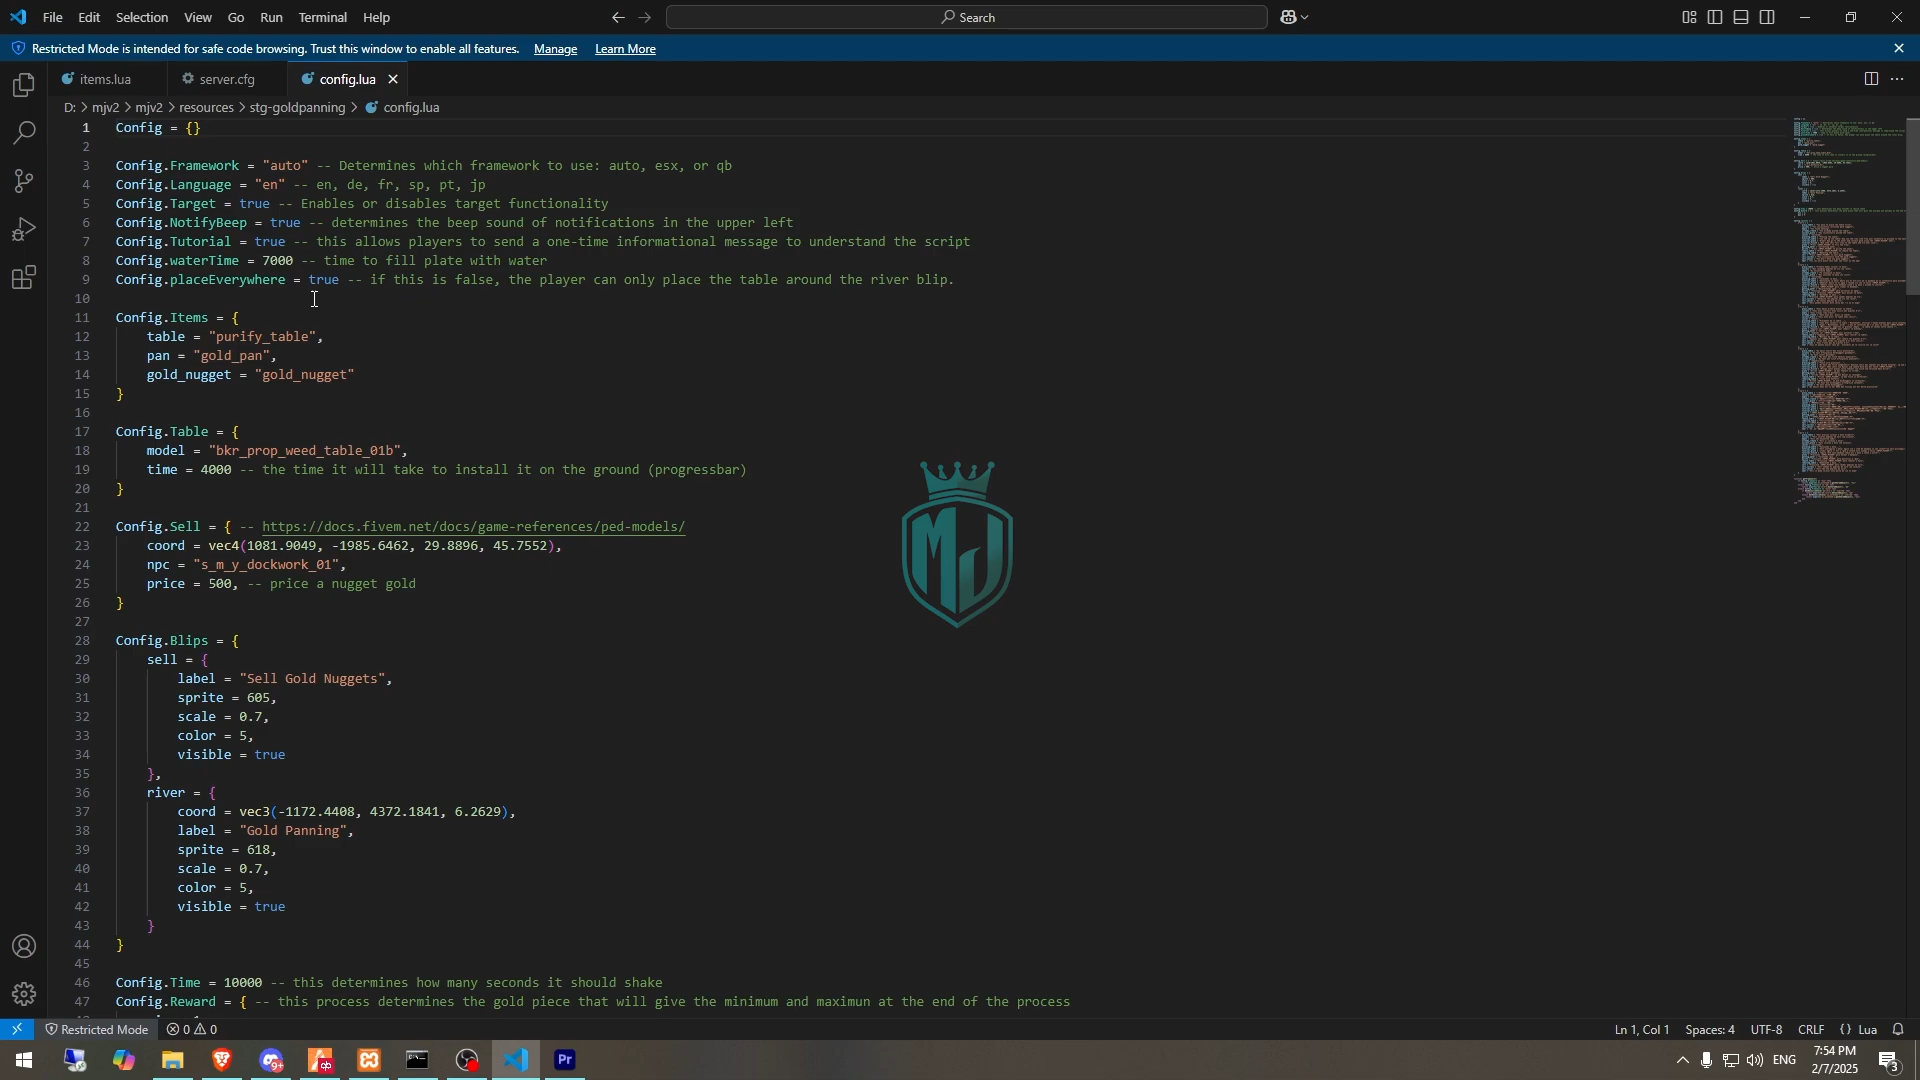 File Edit Selection View Go Run Terminal Help
Search
Restricted Mode is intended for safe code browsing. Trust this window to enable all features. Manage Learn More
items.lua server.cfg config.lua
D: > mjv2 > mjv2 > resources > stg-goldpanning > config.lua
1 Config = {}
2
3 Config.Framework = "auto" -- Determines which framework to use: auto, esx, or qb
4 Config.Language = "en" -- en, de, fr, sp, pt, jp
5 Config.Target = true -- Enables or disables target functionality
6 Config.NotifyBeep = true -- determines the beep sound of notifications in the upper left
7 Config.Tutorial = true -- this allows players to send a one-time informational message to understand the script
8 Config.waterTime = 7000 -- time to fill plate with water
9 Config.placeEverywhere = true -- if this is false, the player can only place the table around the river blip.
10
11 Config.Items = {
12 table = "purify_table",
13 pan = "gold_pan",
14 gold_nugget = "gold_nugget"
15 }
16
17 Config.Table = {
18 model = "bkr_prop_weed_table_01b",
19 time = 4000 -- the time it will take to install it on the ground (progressbar)
20 }
21
22 Config.Sell = { -- https://docs.fivem.net/docs/game-references/ped-models/
23 coord = vec4(1081.9049, -1985.6462, 29.8896, 45.7552),
24 npc = "s_m_y_dockwork_01",
25 price = 500, -- price a nugget gold
26 }
27
28 Config.Blips = {
29 sell = {
30 label = "Sell Gold Nuggets",
31 sprite = 605,
32 scale = 0.7,
33 color = 5,
34 visible = true
35 },
36 river = {
37 coord = vec3(-1172.4408, 4372.1841, 6.2629),
38 label = "Gold Panning",
39 sprite = 618,
40 scale = 0.7,
41 color = 5,
42 visible = true
43 }
44 }
45
46 Config.Time = 10000 -- this determines how many seconds it should shake
47 Config.Reward = { -- this process determines the gold piece that will give the minimum and maximun at the end of the process
MJ
Restricted Mode 0 0 Ln 1, Col 1 Spaces: 4 UTF-8 CRLF {} Lua
9+ Pr ENG 7:54 PM 3
2/7/2025